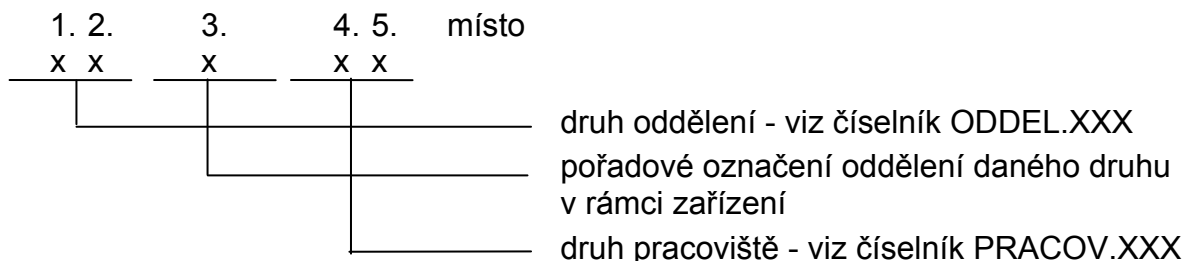 1. 2. 3. 4. 5. místo
x x x x x
druh oddělení - viz číselník ODDEL.XXX
pořadové označení oddělení daného druhu
v rámci zařízení
druh pracoviště - viz číselník PRACOV.XXX